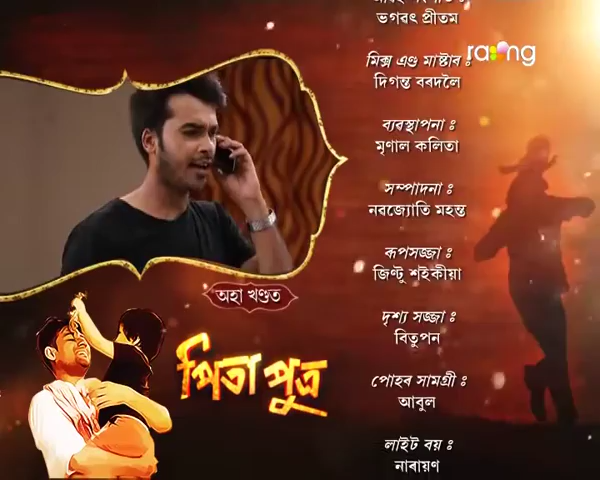 ভগৱৎ প্ৰীতম
rang
মিক্স এণ্ড মাষ্টাৰ ঃ
দিগন্ত বৰদলৈ
ব্যৱস্থাপনা ঃ
মৃণাল কলিতা
সম্পাদনা ঃ
নৱজ্যোতি মহন্ত
ৰূপসজ্জা ঃ
জিন্টু শইকীয়া
দৃশ্য সজ্জা ঃ
বিতুপন
পোহৰ সামগ্ৰী ঃ
আবুল
লাইট বয় ঃ
নাৰায়ণ
অহা খণ্ডত
পিতা পুত্ৰ